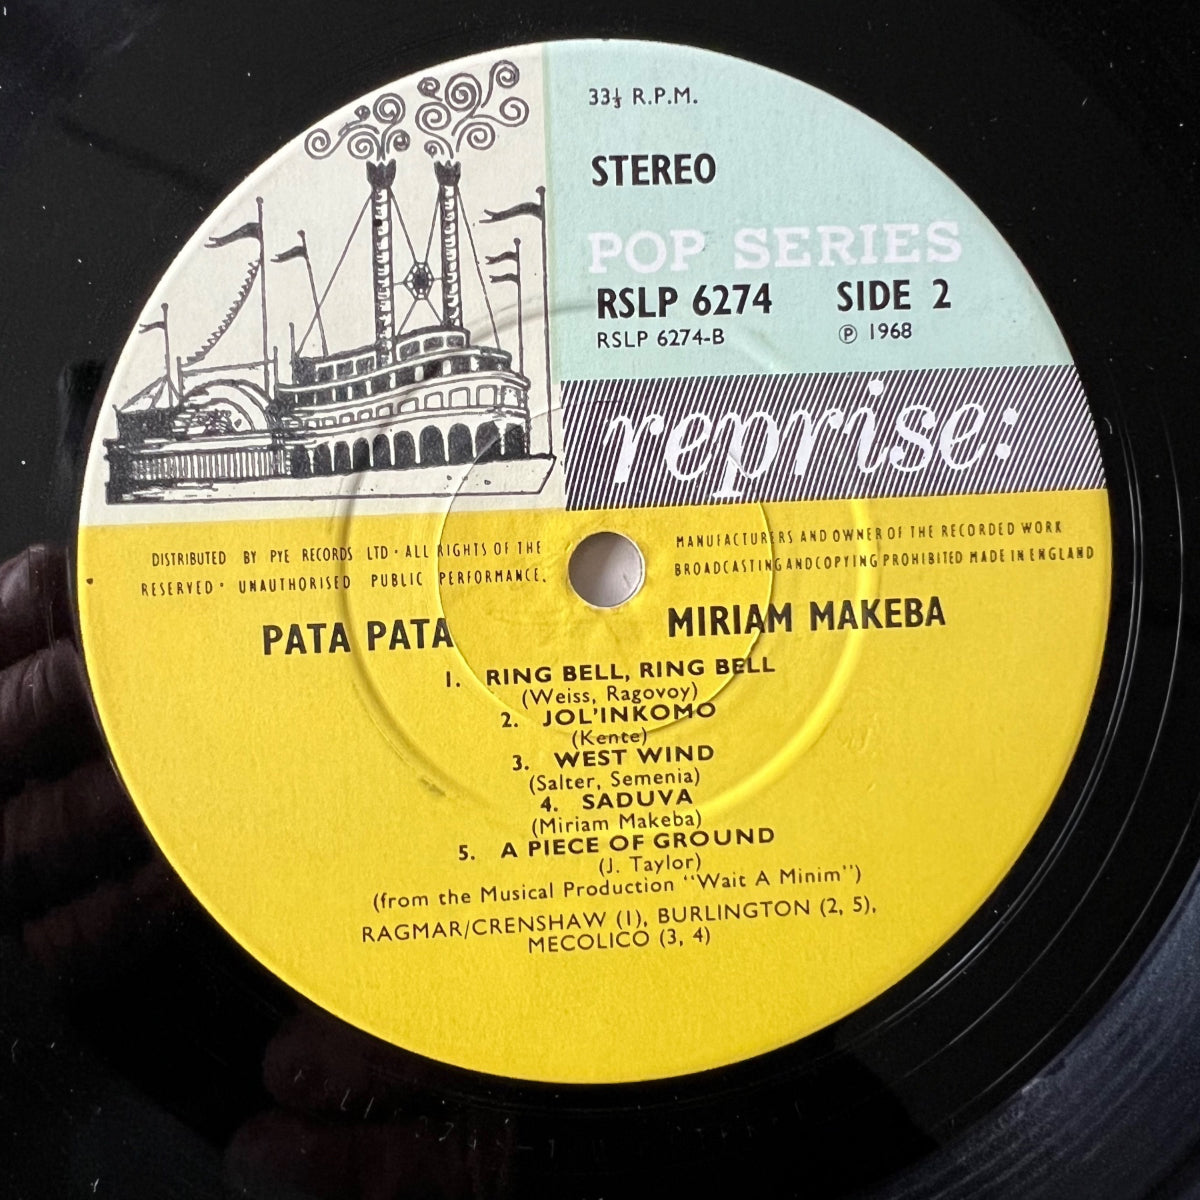 33⅓ R.P.M.
STEREO
POP SERIES
RSLP 6274 SIDE 2
RSLP 6274-B ℗ 1968
reprise:
DISTRIBUTED BY PYE RECORDS LTD · ALL RIGHTS OF THE
MANUFACTURERS AND OWNER OF THE RECORDED WORK
RESERVED · UNAUTHORISED PUBLIC PERFORMANCE,
BROADCASTING AND COPYING PROHIBITED MADE IN ENGLAND
PATA PATA MIRIAM MAKEBA
1. RING BELL, RING BELL
(Weiss, Ragovoy)
2. JOL'INKOMO
(Kente)
3. WEST WIND
(Salter, Semenia)
4. SADUVA
(Miriam Makeba)
5. A PIECE OF GROUND
(J. Taylor)
(from the Musical Production "Wait A Minim")
RAGMAR/CRENSHAW (1), BURLINGTON (2, 5),
MECOLICO (3, 4)